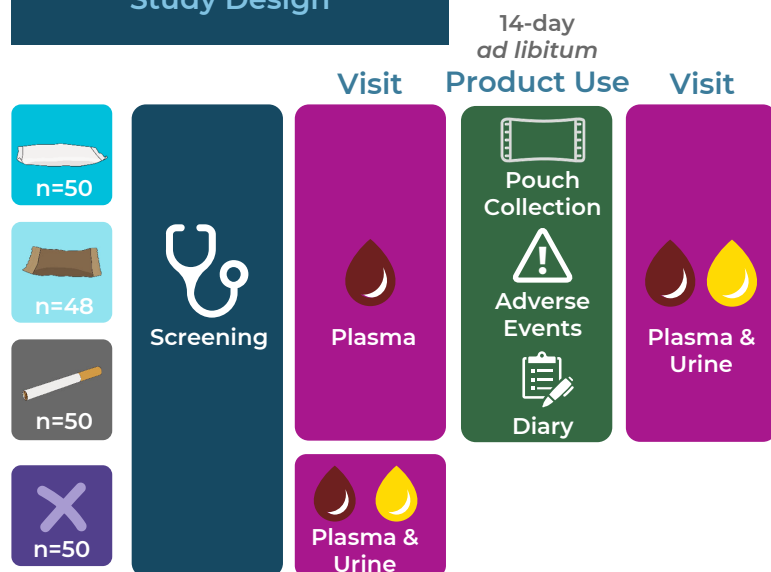 Study Design
14-day
ad libitum
Visit
Product Use
Visit
n=50
n=48
n=50
n=50
Screening
Plasma
Pouch
Collection
Adverse
Events
Diary
Plasma &
Urine
Plasma &
Urine